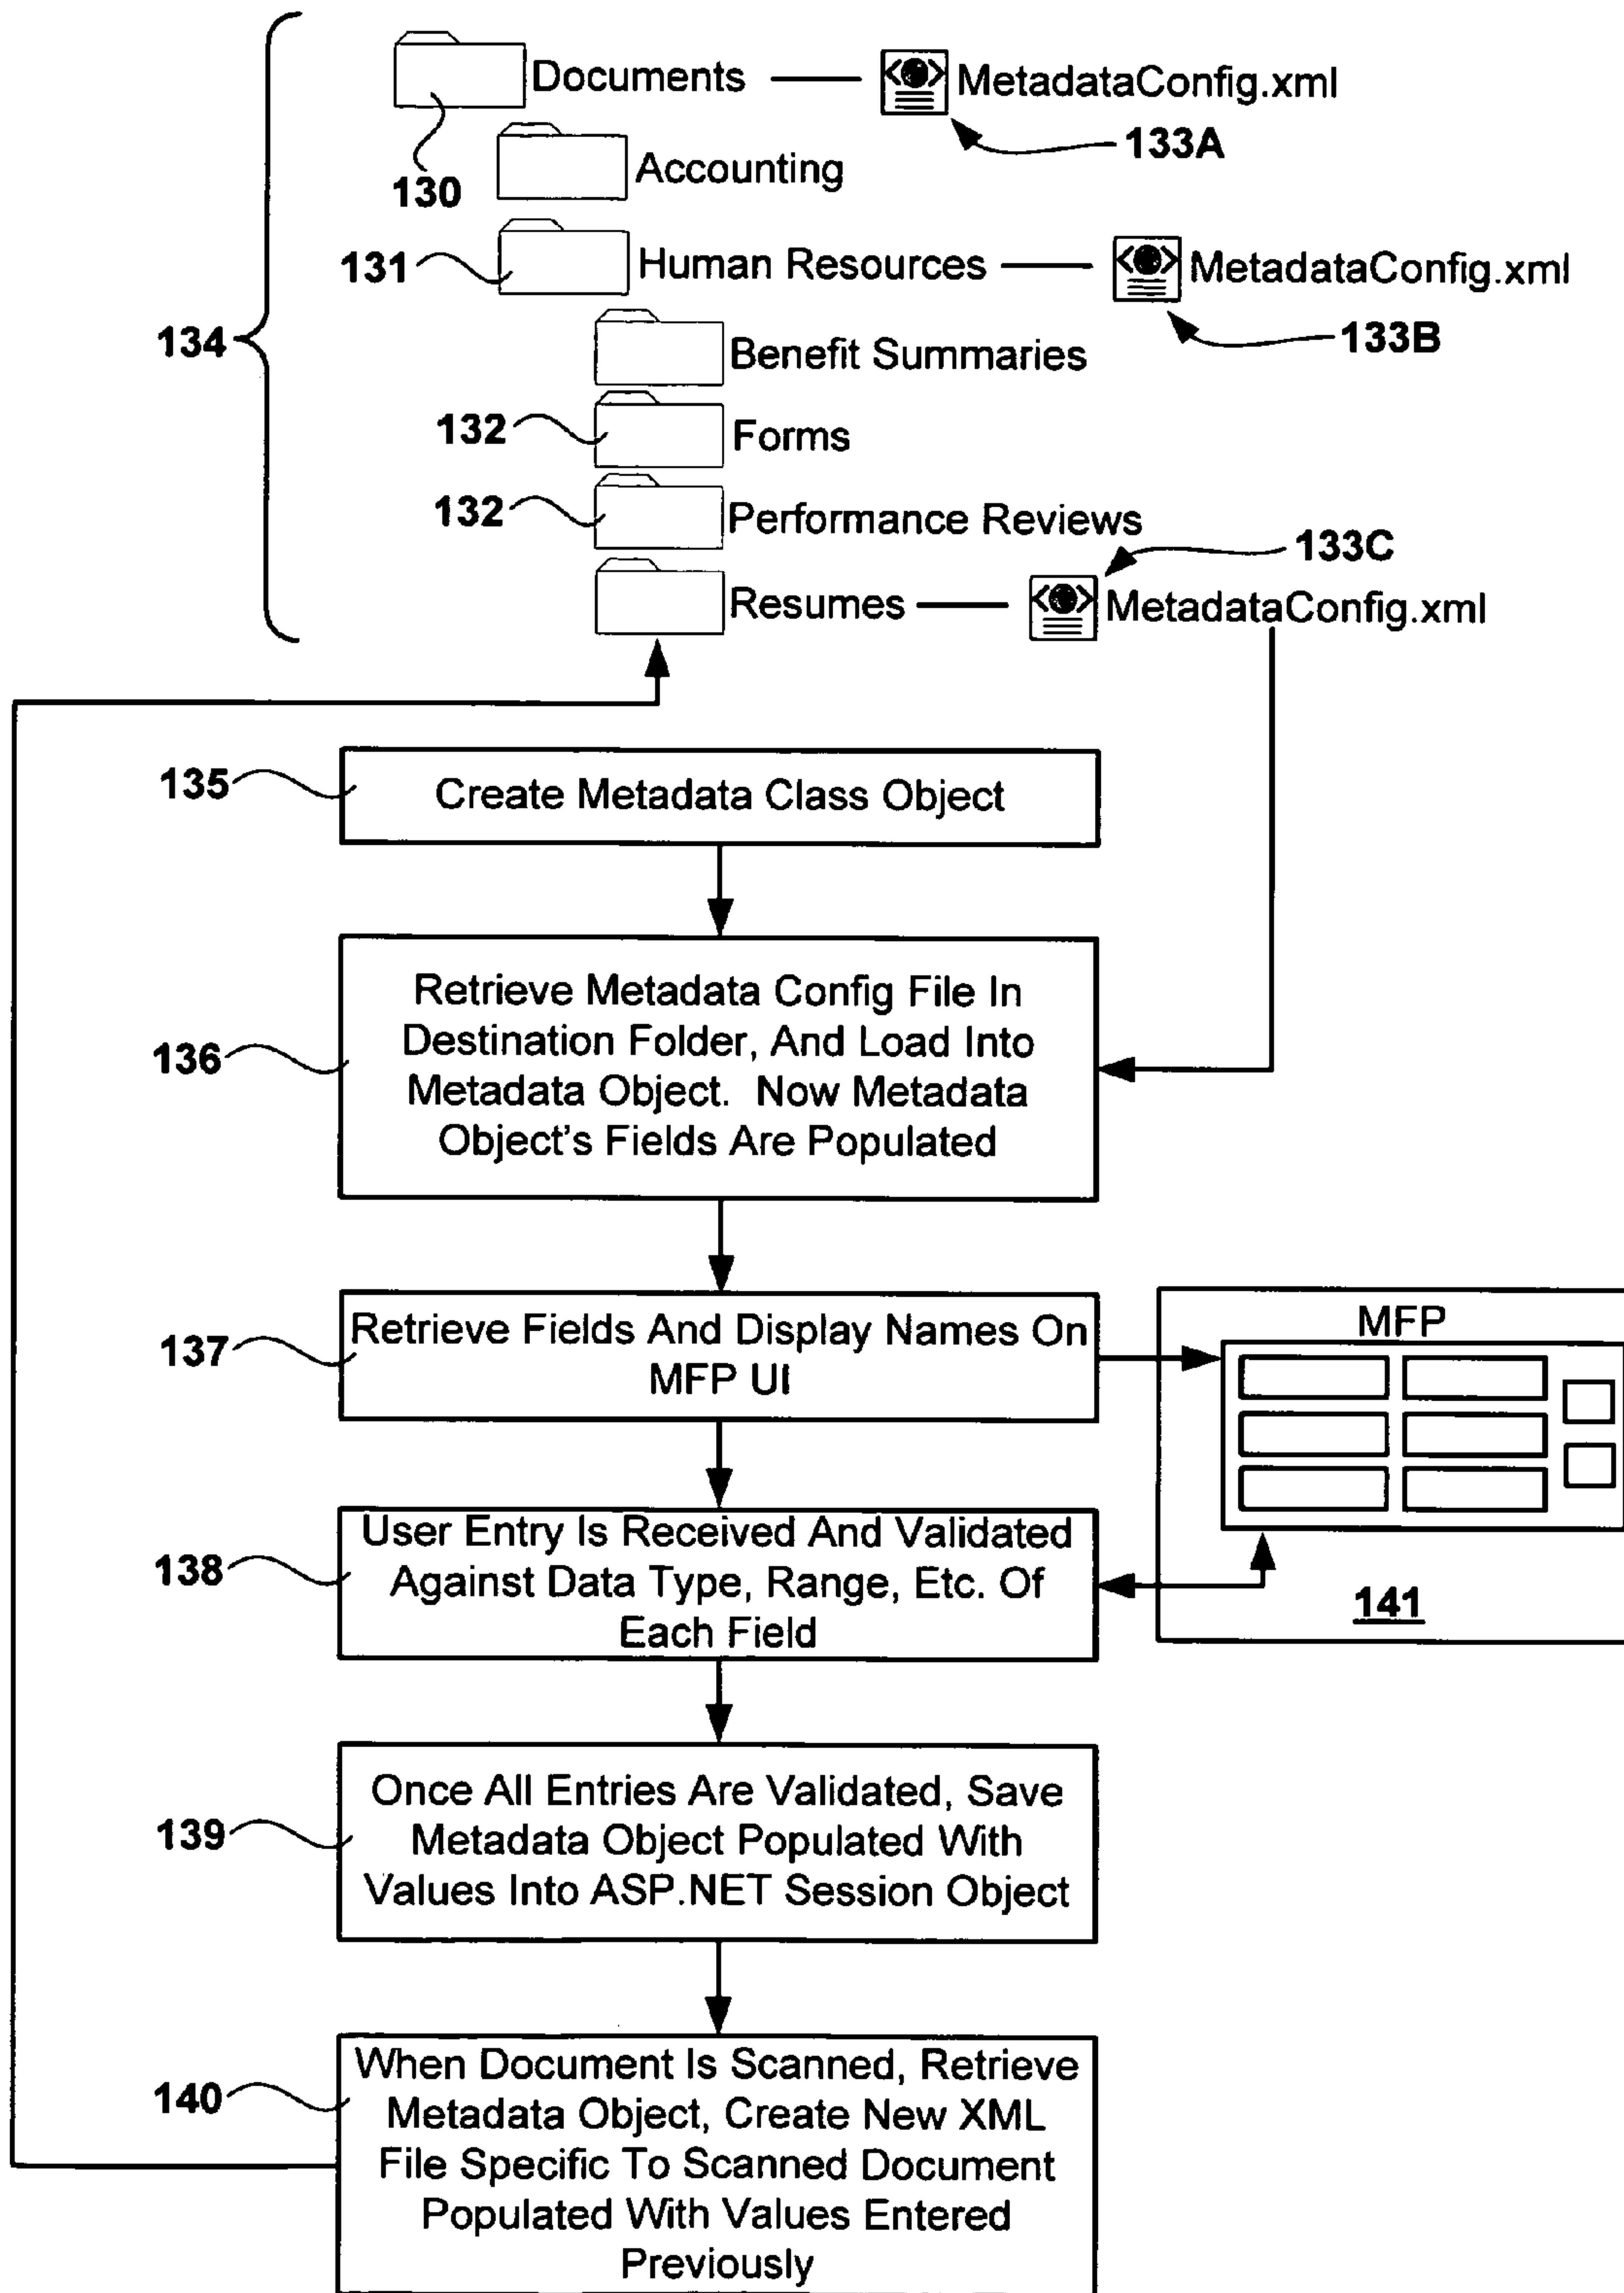 Documents
MetadataConfig.xml
133A
130
Accounting
131
Human Resources
MetadataConfig.xml
133B
134
Benefit Summaries
132
Forms
132
Performance Reviews
133C
Resumes
MetadataConfig.xml
135
Create Metadata Class Object
136
Retrieve Metadata Config File In
Destination Folder, And Load Into
Metadata Object. Now Metadata
Object's Fields Are Populated
137
Retrieve Fields And Display Names On
MFP UI
MFP
138
User Entry Is Received And Validated
Against Data Type, Range, Etc. Of
Each Field
141
139
Once All Entries Are Validated, Save
Metadata Object Populated With
Values Into ASP.NET Session Object
140
When Document Is Scanned, Retrieve
Metadata Object, Create New XML
File Specific To Scanned Document
Populated With Values Entered
Previously